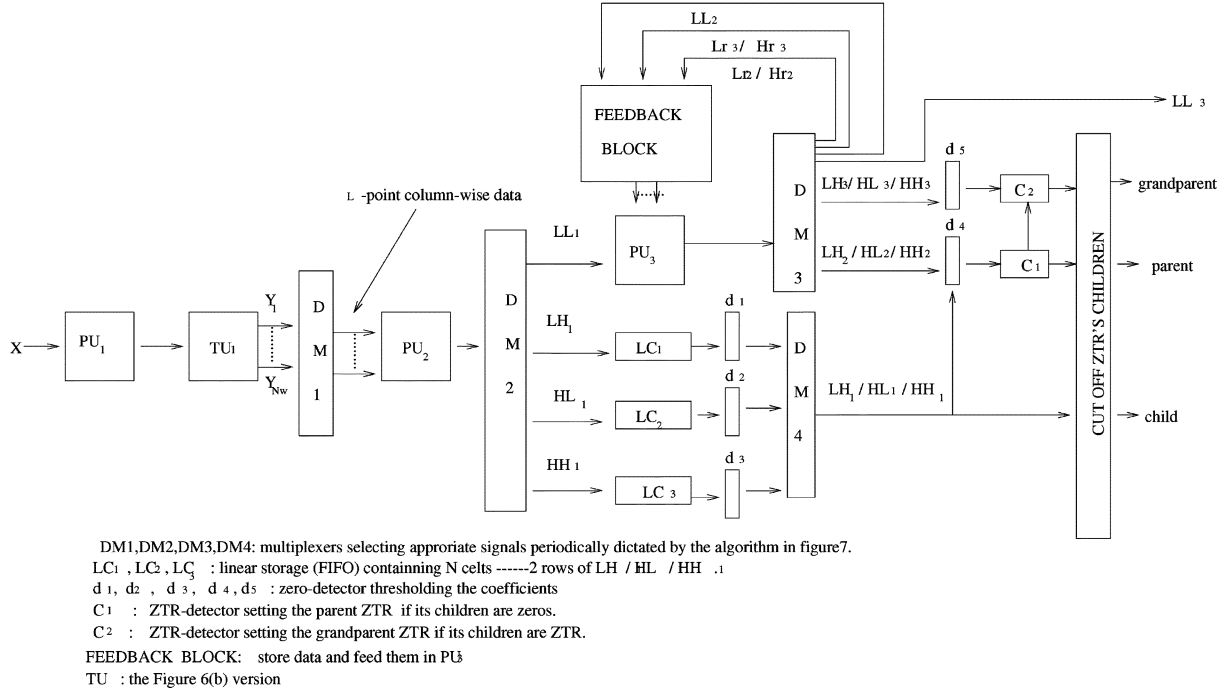 LL2
Lr 3 / Hr 3
Lr2 / Hr2
FEEDBACK
BLOCK
LL 3
d 5
D
M
3
LH3/ HL 3/ HH3
C2
grandparent
L -point column-wise data
LL1
PU3
d 4
LH2/ HL2/ HH2
C1
parent
CUT OFF ZTR'S CHILDREN
X
PU1
TU1
Y1
YNw
D
M
1
PU2
D
M
2
LH1
LC1
d 1
HL 1
LC2
d 2
HH 1
LC 3
d 3
D
M
4
LH1 / HL1 / HH 1
child
DM1,DM2,DM3,DM4: multiplexers selecting approriate signals periodically dictated by the algorithm in figure7.
LC1 , LC2 , LC3 : linear storage (FIFO) containning N celts ------2 rows of LH / HL / HH .1
d 1, d2 , d 3, d 4 , d5 : zero-detector thresholding the coefficients
C1 : ZTR-detector setting the parent ZTR if its children are zeros.
C2 : ZTR-detector setting the grandparent ZTR if its children are ZTR.
FEEDBACK BLOCK: store data and feed them in PU3
TU : the Figure 6(b) version